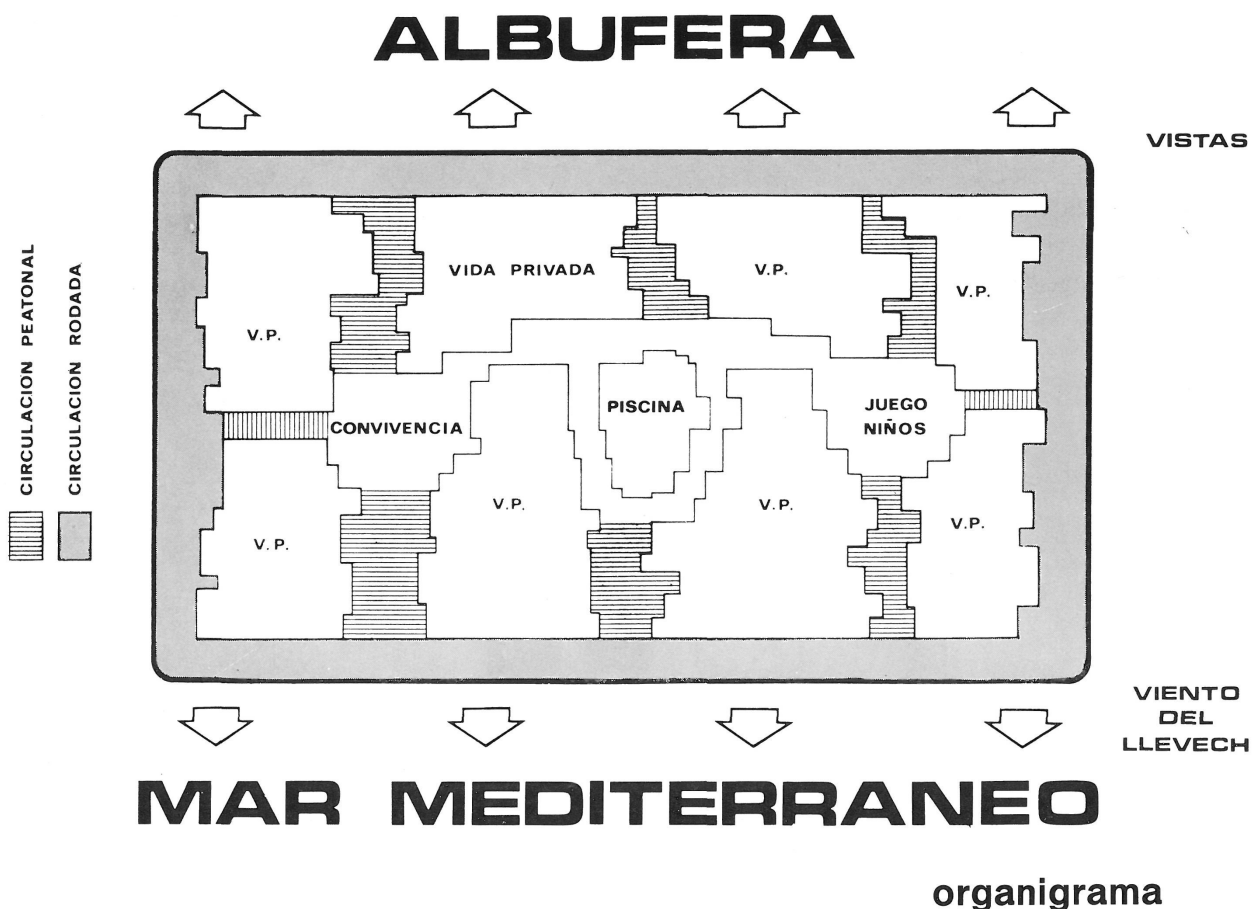 ALBUFERA
VISTAS
CIRCULACION PEATONAL
CIRCULACION RODADA
VIDA PRIVADA
V.P.
V.P.
V.P.
PISCINA
CONVIVENCIA
JUEGO
NIÑOS
V.P.
V.P.
V.P.
V.P.
VIENTO
DEL
LLEVECH
MAR MEDITERRANEO
organigrama